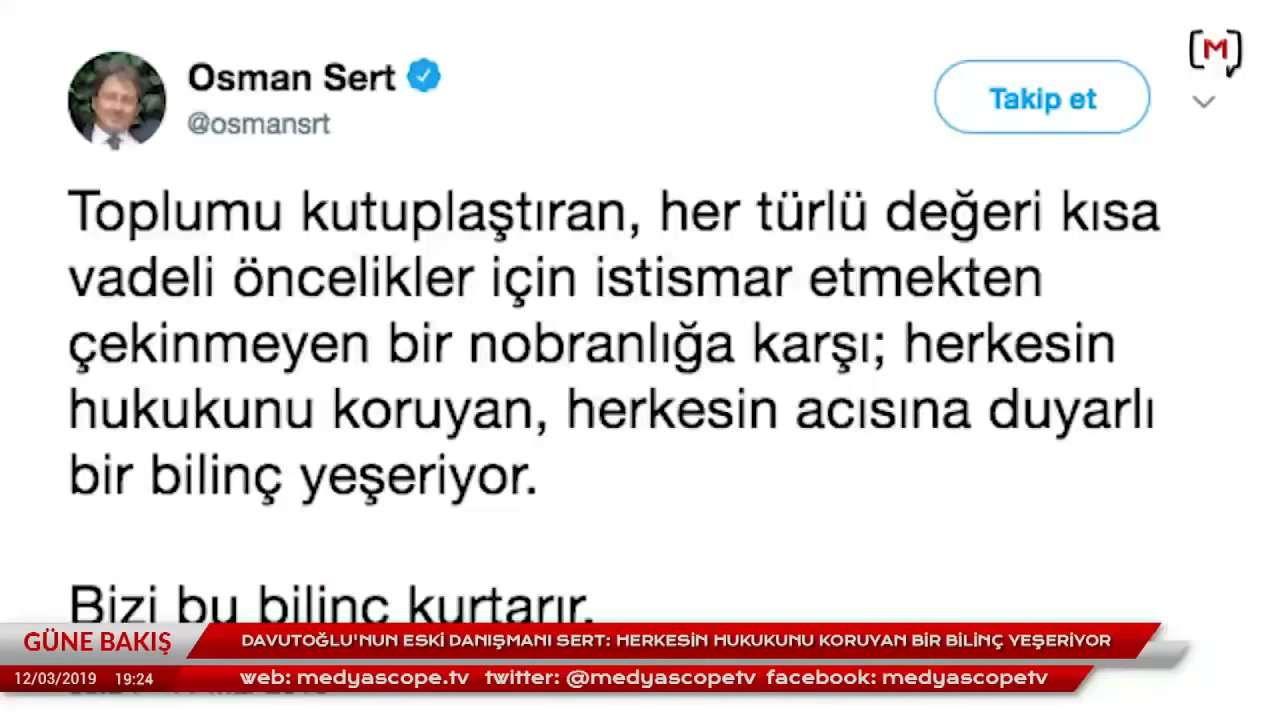 Osman Sert
@osmansrt
Takip et
M
Toplumu kutuplaştıran, her türlü değeri kısa
vadeli öncelikler için istismar etmekten
çekinmeyen bir nobranlığa karşı; herkesin
hukukunu koruyan, herkesin acısına duyarlı
bir bilinç yeşeriyor.
Bizi bu bilinç kurtarır.
GÜNE BAKIŞ
DAVUTOĞLU'NUN ESKİ DANIŞMANI SERT: HERKESİN HUKUKUNU KORUYAN BİR BİLİNÇ YEŞERİYOR
12/03/2019 19:24
web: medyascope.tv twitter: @medyascopetv facebook: medyascopetv